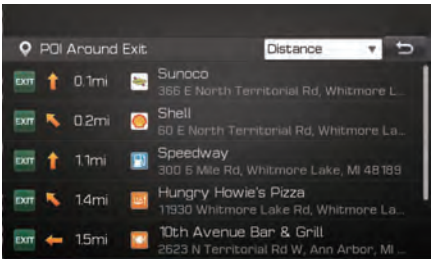 POI Around Exit
Distance
EXIT 0.1mi Sunoco
366 E North Territorial Rd, Whitmore L...
EXIT 0.2mi Shell
60 E North Territorial Rd, Whitmore La...
EXIT 1.1mi Speedway
300 6 Mile Rd, Whitmore Lake, MI 48189
EXIT 1.4mi Hungry Howie's Pizza
11930 Whitmore Lake Rd, Whitmore La...
EXIT 1.5mi 10th Avenue Bar & Grill
2623 N Territorial Rd W, Ann Arbor, MI ...